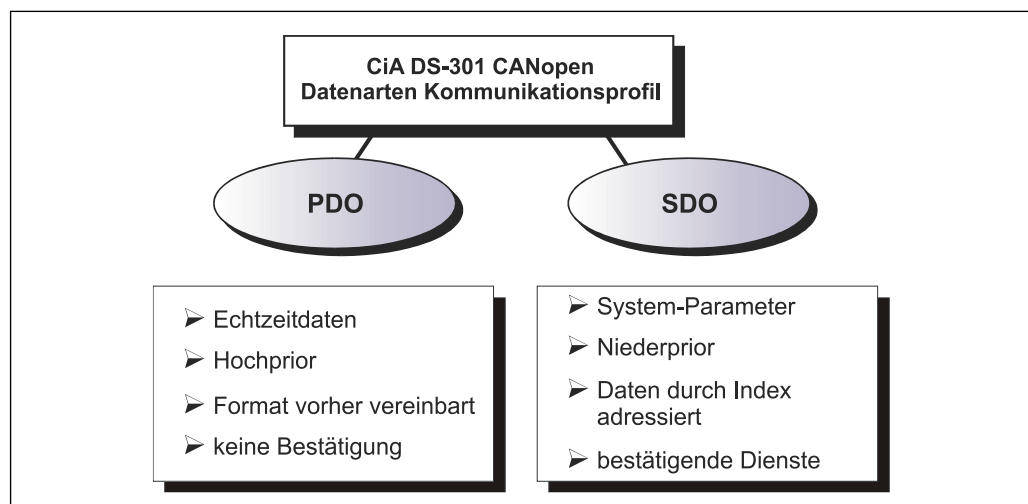 CiA DS-301 CANopen
Datenarten Kommunikationsprofil
PDO
SDO
Echtzeitdaten
Hochprior
Format vorher vereinbart
keine Bestätigung
System-Parameter
Niederprior
Daten durch Index
adressiert
bestätigende Dienste